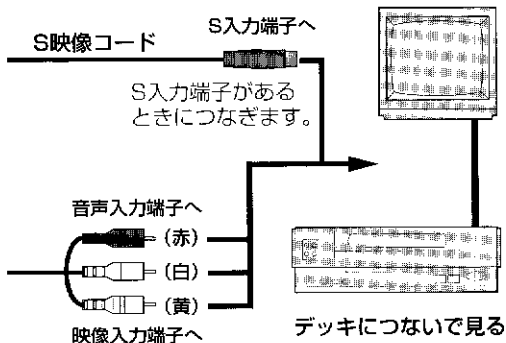 S映像コード
S入力端子へ
S入力端子がある
ときにつなぎます。
音声入力端子へ
(赤)
(白)
(黄)
映像入力端子へ
デッキにつないで見る